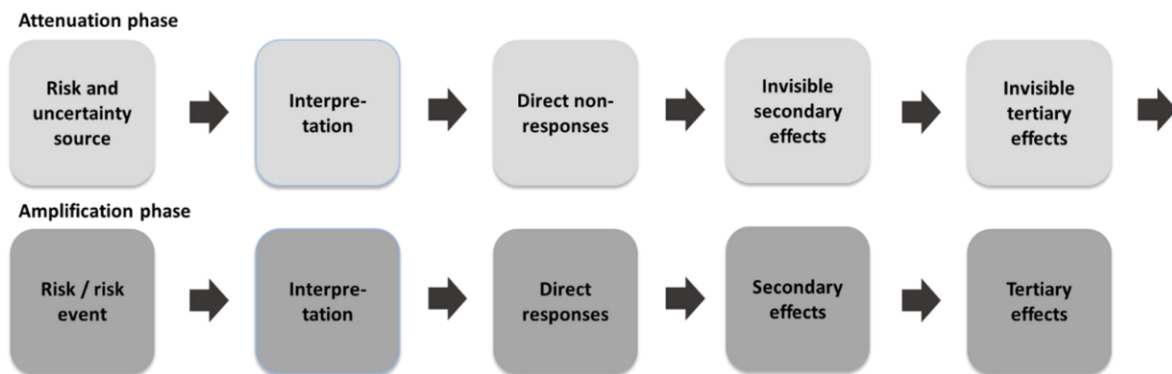 Attenuation phase
Risk and
uncertainty
source
Interpre-
tation
Direct non-
responses
Invisible
secondary
effects
Invisible
tertiary
effects
Amplification phase
Risk / risk
event
Interpre-
tation
Direct
responses
Secondary
effects
Tertiary
effects